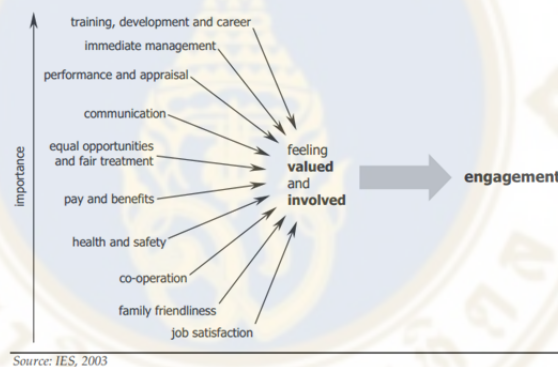 training, development and career
immediate management
performance and appraisal
communication
equal opportunities
and fair treatment
pay and benefits
health and safety
co-operation
family friendliness
job satisfaction
importance
feeling
valued
and
involved
engagement
Source: IES, 2003